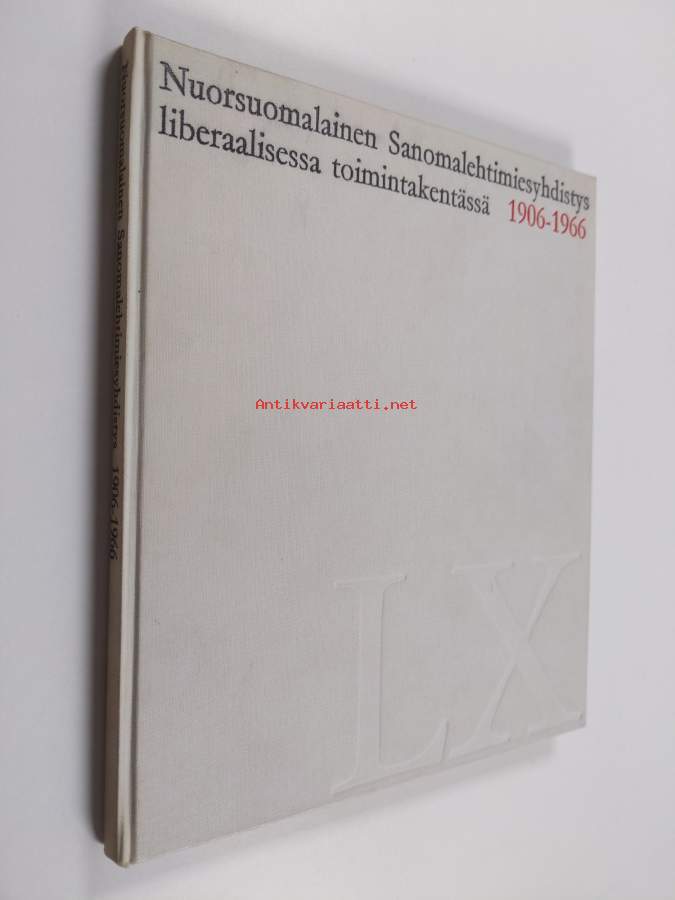 Nuorsuomalainen Sanomalehtimiesyhdistys
liberaalisessa toimintakentässä 1906-1966
Nuorsuomalainen Sanomalehtimiesyhdistys 1906-1966
Antikvariaatti.net
LX